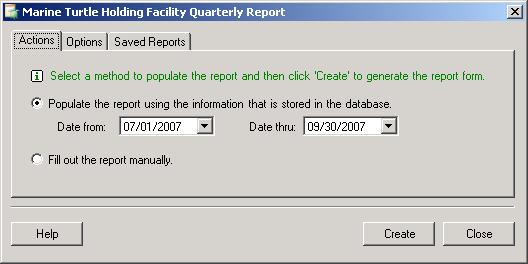 Marine Turtle Holding Facility Quarterly Report
Actions Options Saved Reports
Select a method to populate the report and then click 'Create' to generate the report form.
Populate the report using the information that is stored in the database.
Date from: 07/01/2007 Date thru: 09/30/2007
Fill out the report manually.
Help Create Close